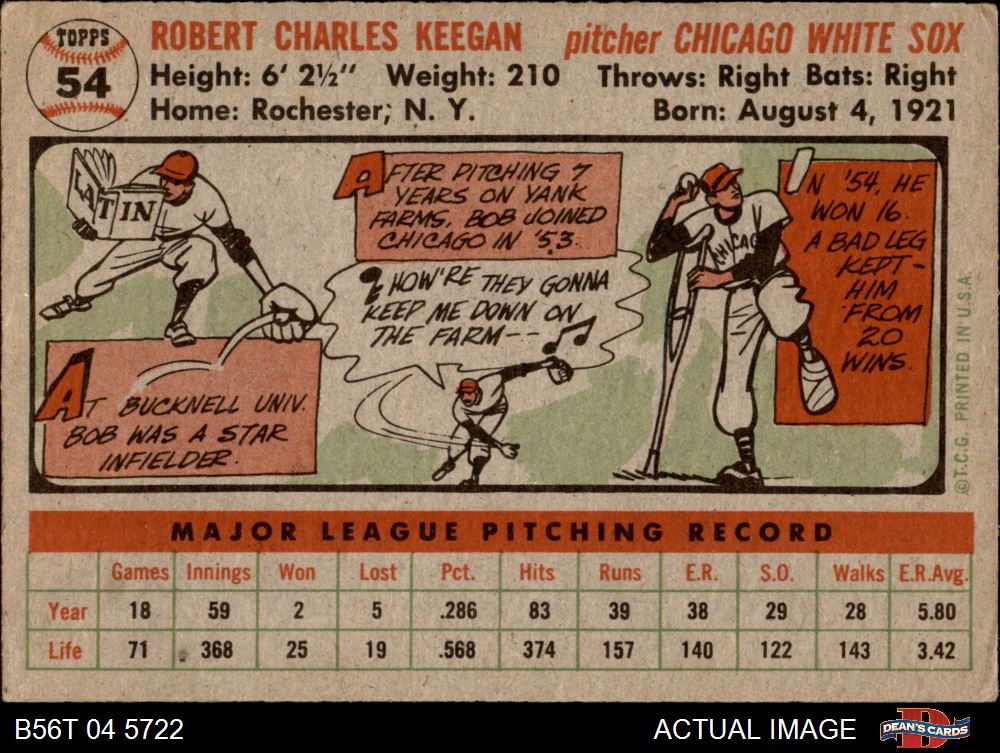 TOPPS
54
ROBERT CHARLES KEEGAN pitcher CHICAGO WHITE SOX
Height: 6' 2½" Weight: 210 Throws: Right Bats: Right
Home: Rochester, N. Y. Born: August 4, 1921
LATIN
AT BUCKNELL UNIV.
BOB WAS A STAR
INFIELDER.
AFTER PITCHING 7
YEARS ON YANK
FARMS, BOB JOINED
CHICAGO IN '53.
HOW'RE THEY GONNA
KEEP ME DOWN ON
THE FARM--
CHICAG
IN '54, HE
WON 16.
A BAD LEG
KEPT-
HIM
FROM
20
WINS.
©T.C.G. PRINTED IN U.S.A.
MAJOR LEAGUE PITCHING RECORD
Games Innings Won Lost Pct. Hits Runs E.R. S.O. Walks E.R.Avg.
Year 18 59 2 5 .286 83 39 38 29 28 5.80
Life 71 368 25 19 .568 374 157 140 122 143 3.42
B56T 04 5722 ACTUAL IMAGE DEAN'S CARDS